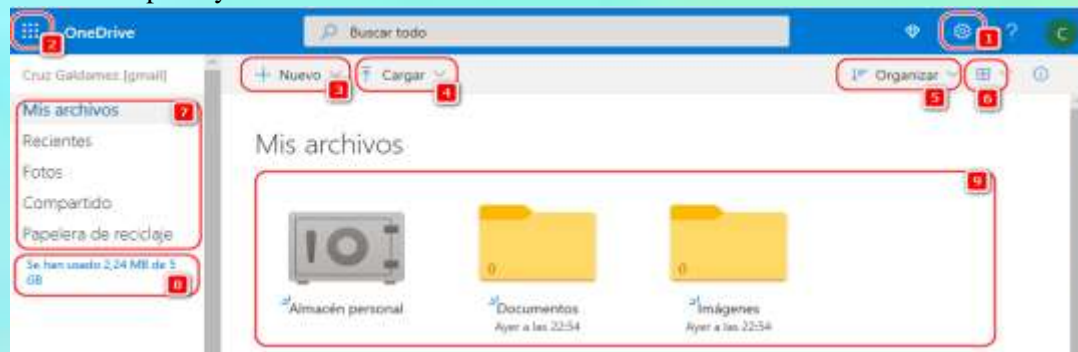 OneDrive
Buscar todo
1
?
C
2
Cruz Galdamez [gmail]
Nuevo
3
Cargar
4
Organizar
5
6
Mis archivos
7
Recientes
Fotos
Compartido
Papelera de reciclaje
Se han usado 2,24 MB de 5
GB
8
Mis archivos
9
0
0
Almacén personal
Documentos
Imágenes
Ayer a las 22:54
Ayer a las 22:54